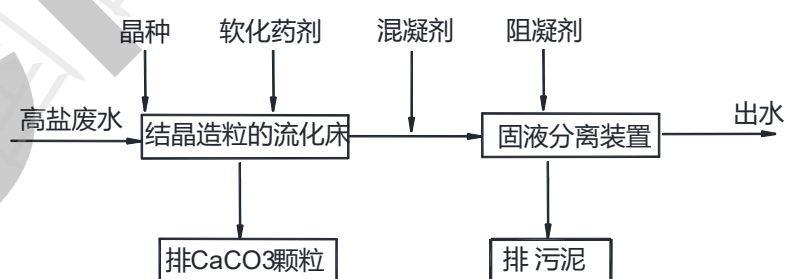 晶种 软化药剂 混凝剂 阻凝剂
高盐废水 结晶造粒的流化床 固液分离装置 出水
排CaCO3颗粒 排 污泥